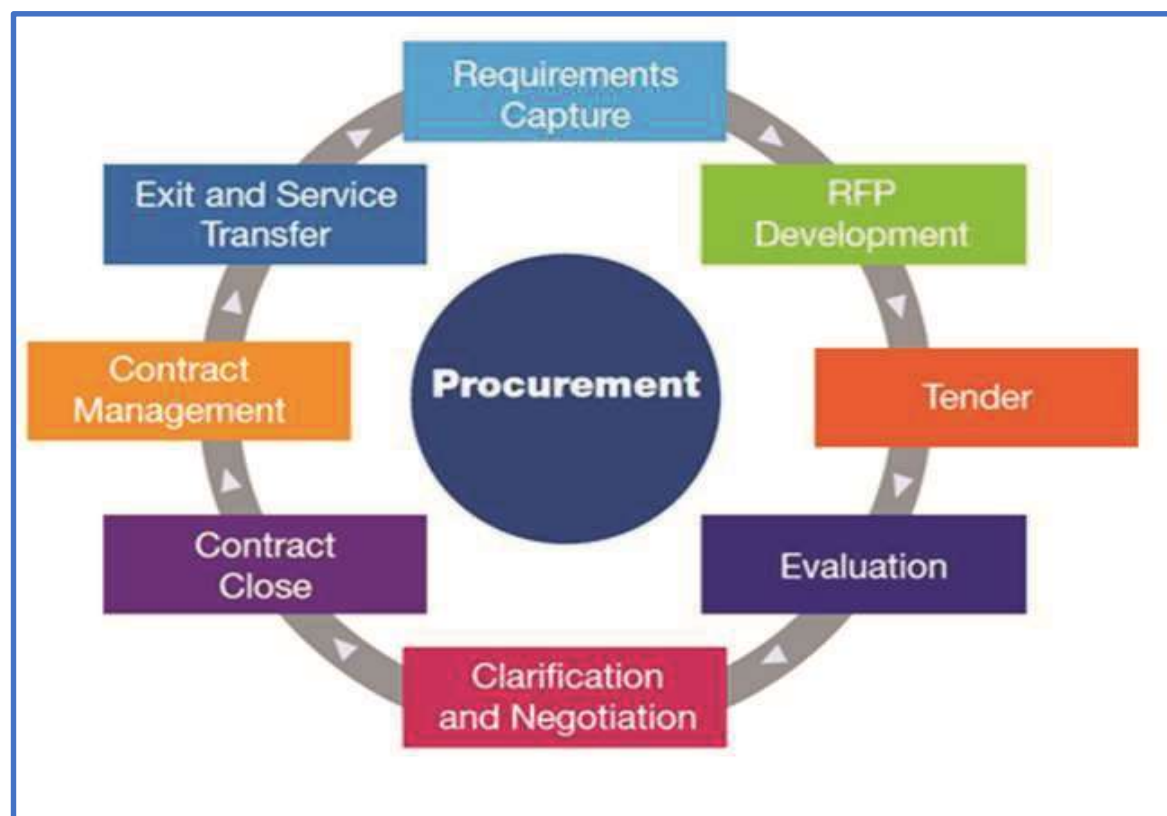 Requirements
Capture
RFP
Development
Tender
Evaluation
Clarification
and Negotiation
Contract
Close
Contract
Management
Exit and Service
Transfer
Procurement